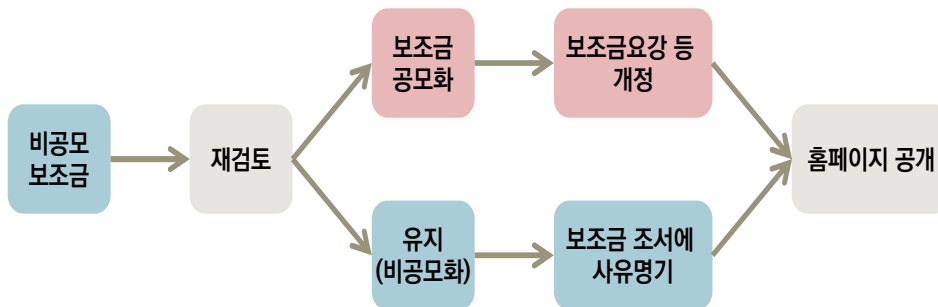 비공모
보조금
재검토
보조금
공모화
보조금요강 등
개정
유지
(비공모화)
보조금 조서에
사유명기
홈페이지 공개